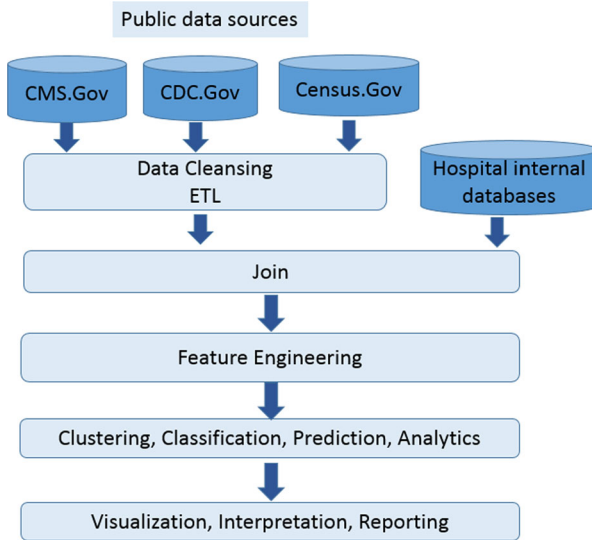 Public data sources
CMS.Gov
CDC.Gov
Census.Gov
Data Cleansing
ETL
Hospital internal
databases
Join
Feature Engineering
Clustering, Classification, Prediction, Analytics
Visualization, Interpretation, Reporting